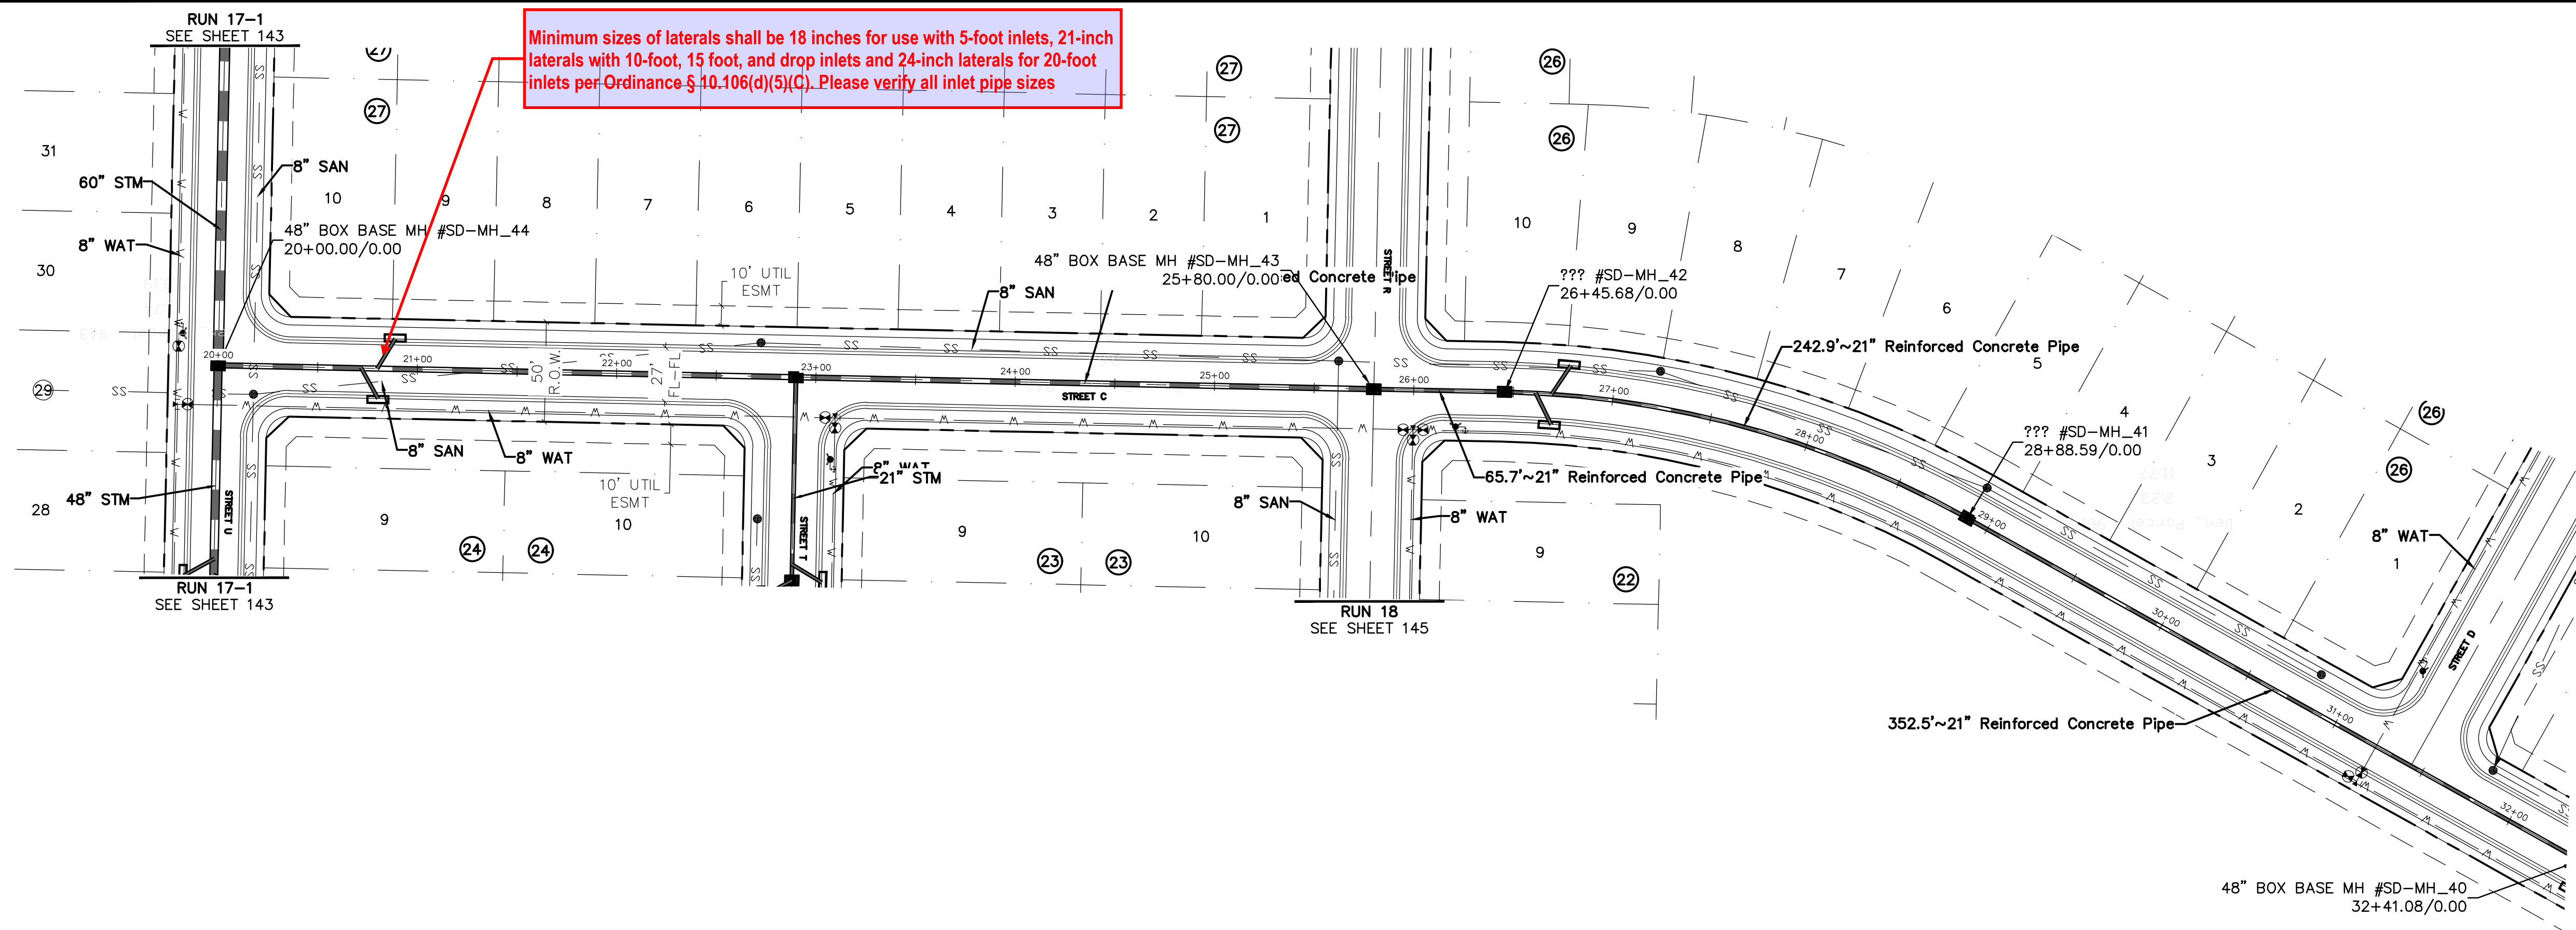 RUN 17-1
SEE SHEET 143
Minimum sizes of laterals shall be 18 inches for use with 5-foot inlets, 21-inch
laterals with 10-foot, 15 foot, and drop inlets and 24-inch laterals for 20-foot
inlets per Ordinance § 10.106(d)(5)(C). Please verify all inlet pipe sizes
27
27
27
27
26
26
31
60" STM
8" SAN
10
9
8
7
6
5
4
3
2
1
10
9
8
7
6
5
4
3
2
1
8" WAT
30
48" BOX BASE MH #SD-MH_44
20+00.00/0.00
10' UTIL
ESMT
8" SAN
48" BOX BASE MH #SD-MH_43
25+80.00/0.00
ed Concrete Pipe
STREET R
??? #SD-MH_42
26+45.68/0.00
242.9'~21" Reinforced Concrete Pipe
20+00
21+00
22+00
23+00
24+00
25+00
26+00
27+00
28+00
29+00
30+00
31+00
32+00
50'
R.O.W.
27'
FL-FL
STREET C
29
SS
SS
SS
SS
SS
SS
SS
SS
W
W
W
W
8" SAN
8" WAT
10' UTIL
ESMT
8" WAT
21" STM
65.7'~21" Reinforced Concrete Pipe
??? #SD-MH_41
28+88.59/0.00
26
26
28
48" STM
STREET U
9
24
24
10
STREET T
9
23
23
10
8" SAN
8" WAT
9
22
8" WAT
STREET D
RUN 17-1
SEE SHEET 143
RUN 18
SEE SHEET 145
352.5'~21" Reinforced Concrete Pipe
48" BOX BASE MH #SD-MH_40
32+41.08/0.00